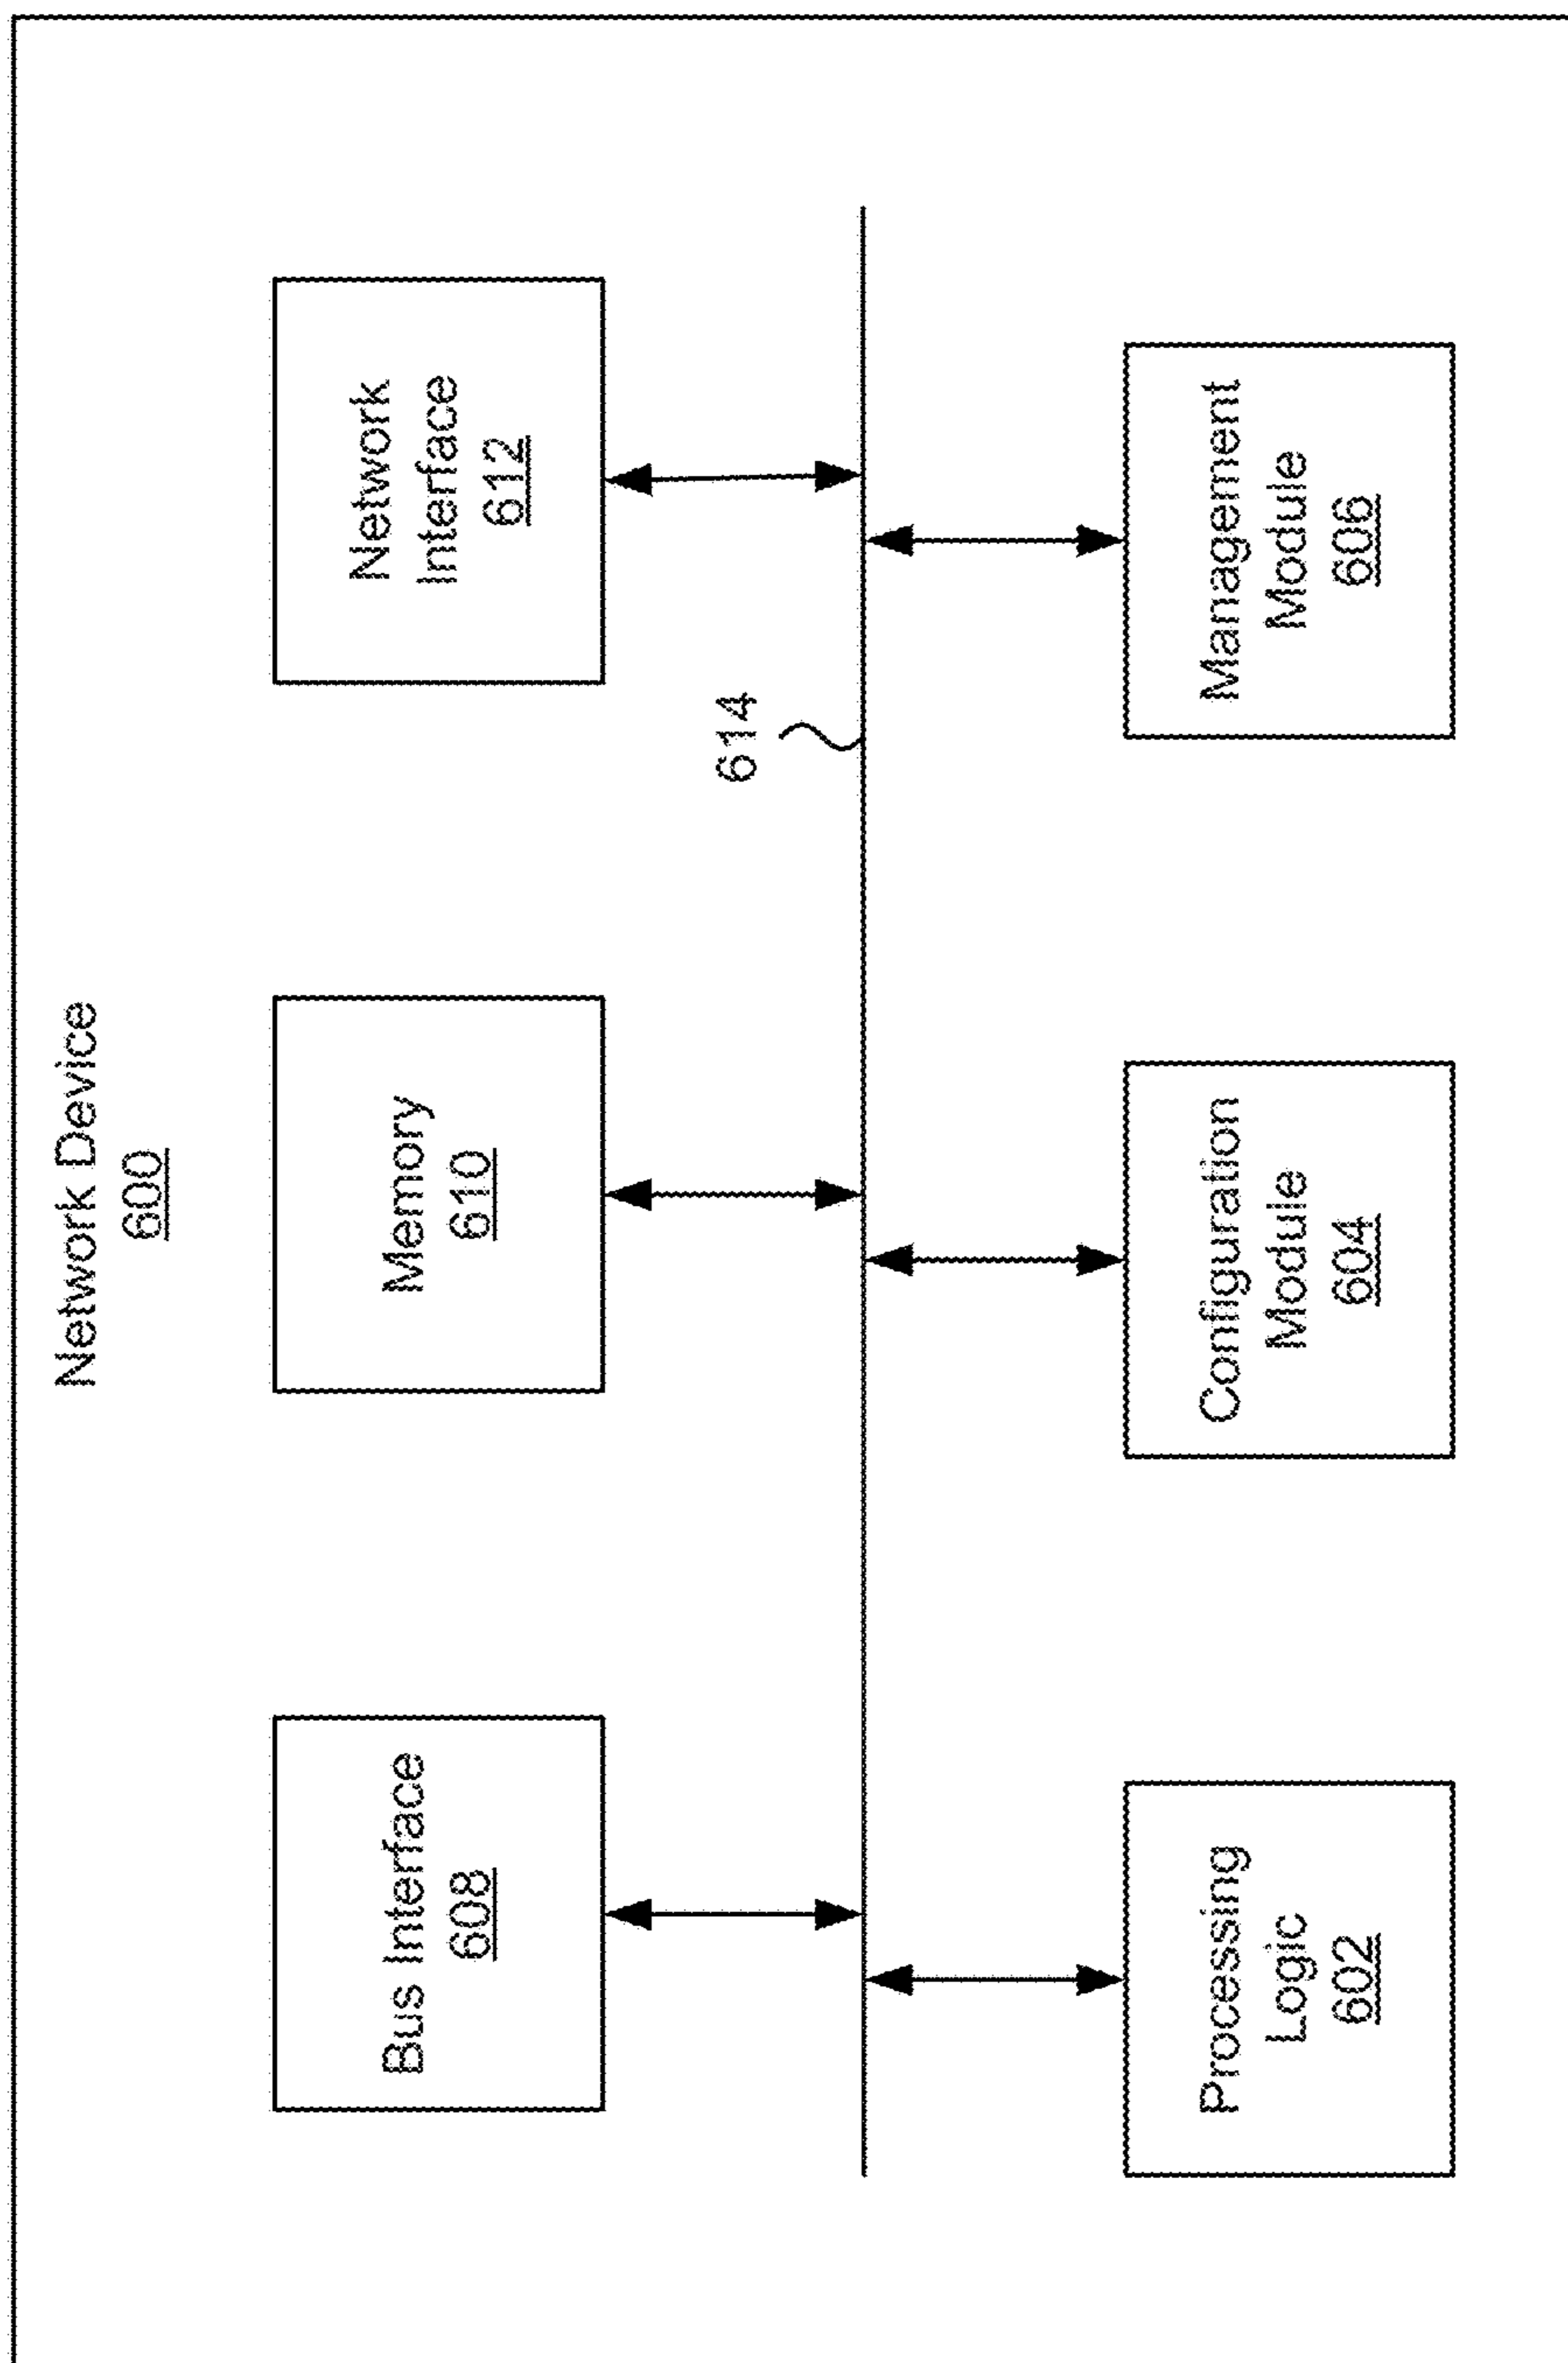 Network Device
600
Bus Interface
608
Memory
610
Network
Interface
612
614
Processing
Logic
602
Configuration
Module
604
Management
Module
606